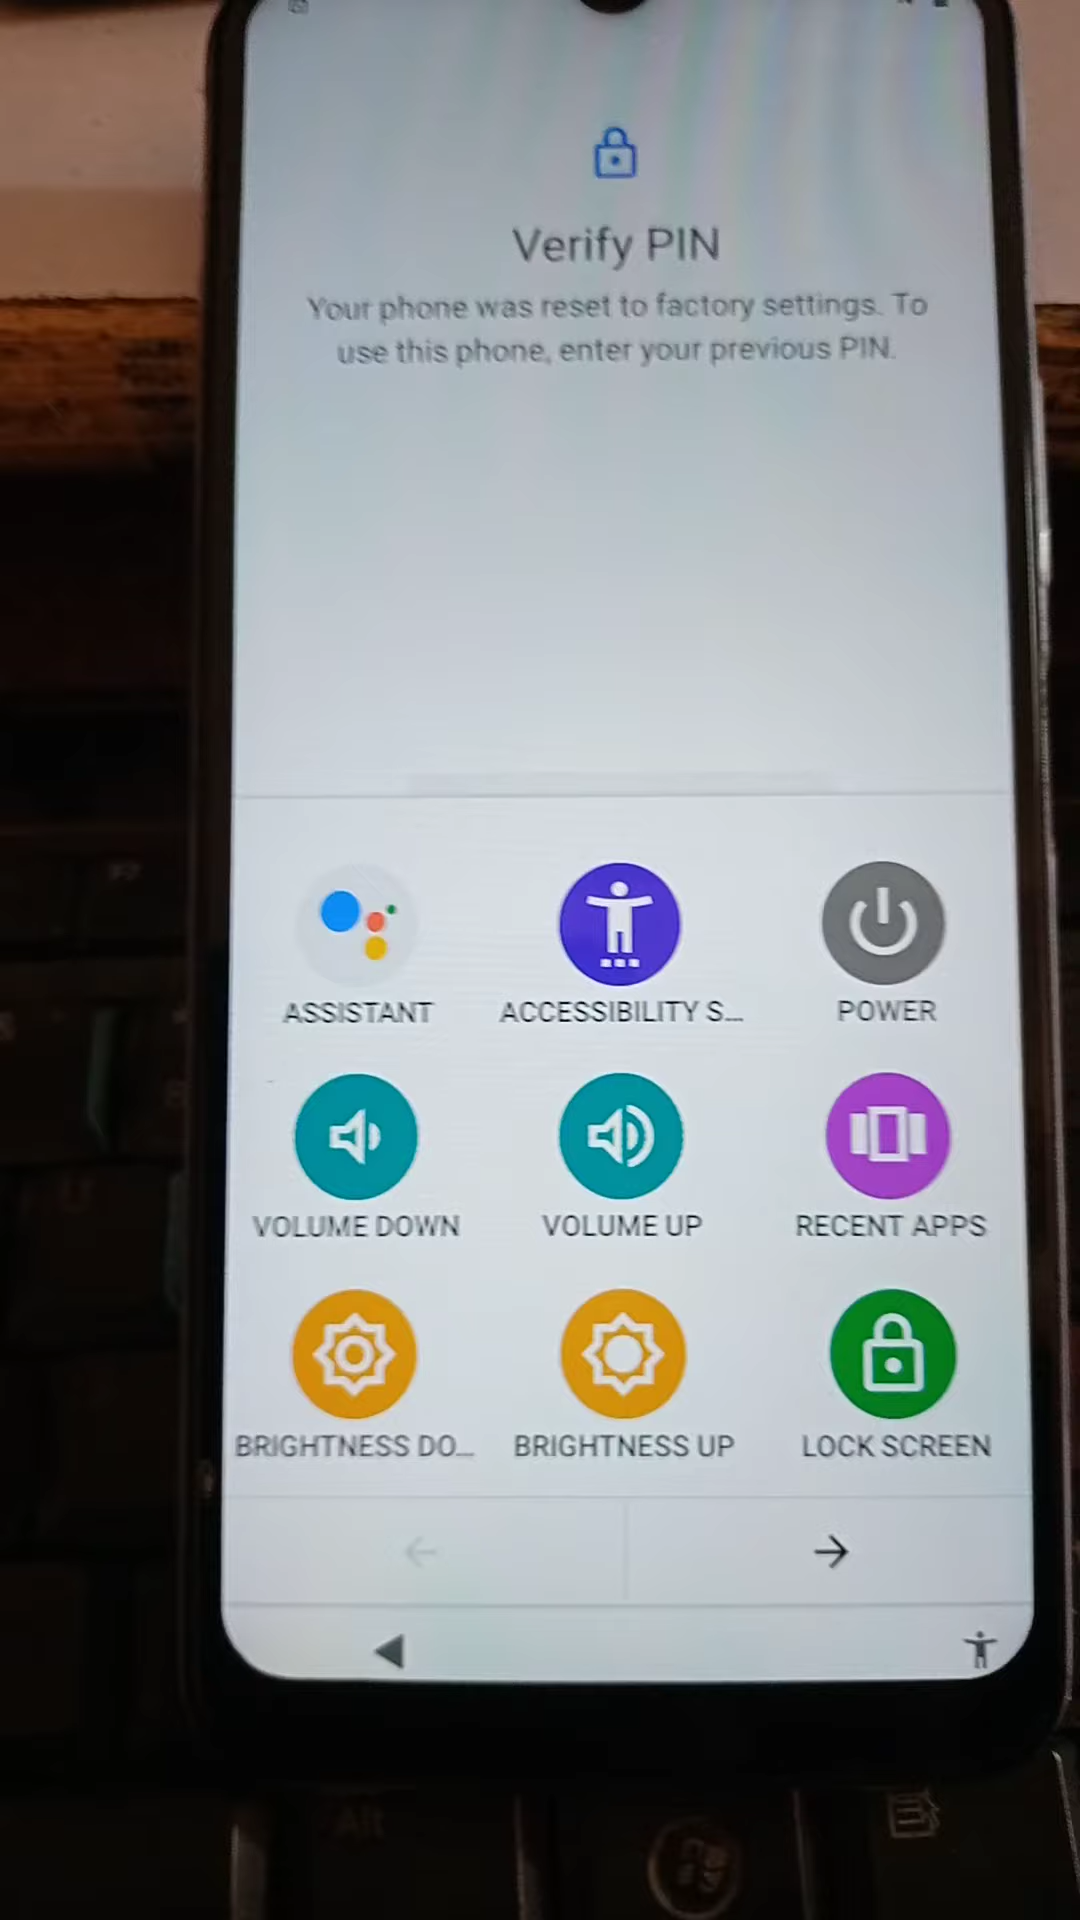 Verify PIN
Your phone was reset to factory settings. To
use this phone, enter your previous PIN.
ASSISTANT
ACCESSIBILITY S...
POWER
VOLUME DOWN
VOLUME UP
RECENT APPS
BRIGHTNESS DO...
BRIGHTNESS UP
LOCK SCREEN
Alt